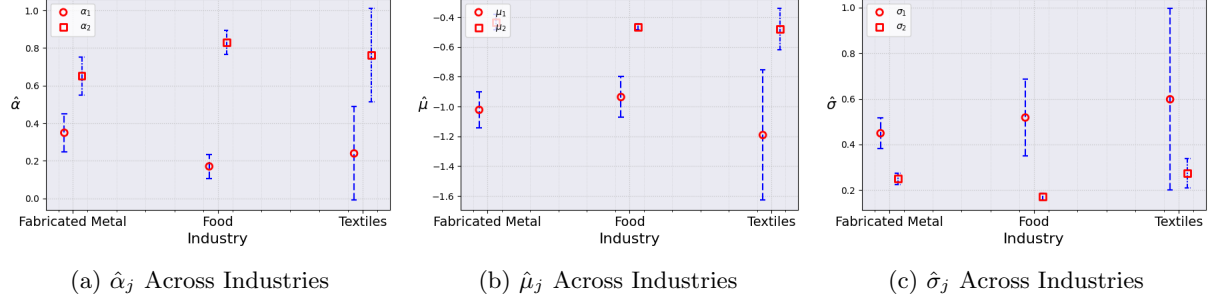 1.0
0.8
0.6
0.4
0.2
0.0
α̂
α₁
α₂
Fabricated Metal Food Textiles
Industry
(a) α̂ⱼ Across Industries
−0.4
−0.6
−0.8
−1.0
−1.2
−1.4
−1.6
μ̂
μ₁
μ₂
Fabricated Metal Food Textiles
Industry
(b) μ̂ⱼ Across Industries
1.0
0.8
0.6
0.4
0.2
σ̂
σ₁
σ₂
Fabricated Metal Food Textiles
Industry
(c) σ̂ⱼ Across Industries